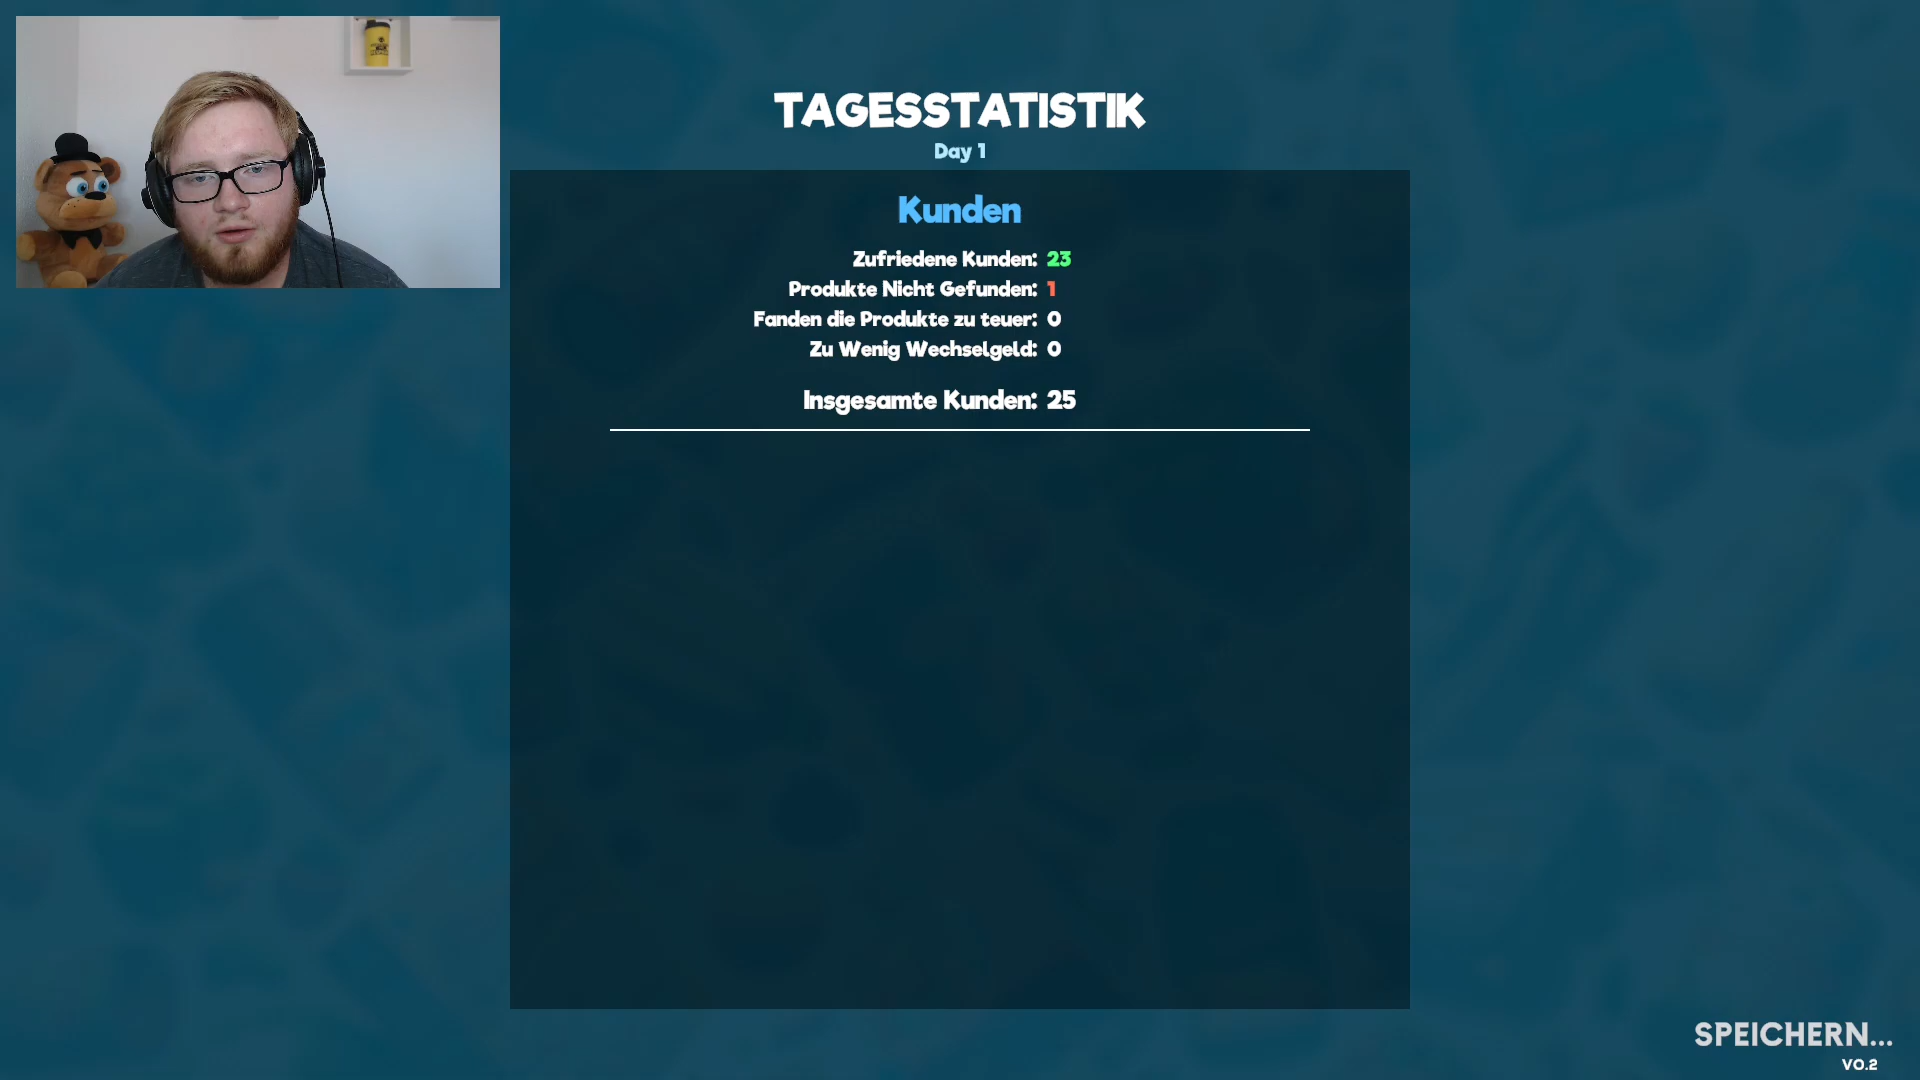 TAGESSTATISTIK
Day 1
Kunden
Zufriedene Kunden: 23
Produkte Nicht Gefunden: 1
Fanden die Produkte zu teuer: 0
Zu Wenig Wechselgeld: 0
Insgesamte Kunden: 25
SPEICHERN...
V0.2